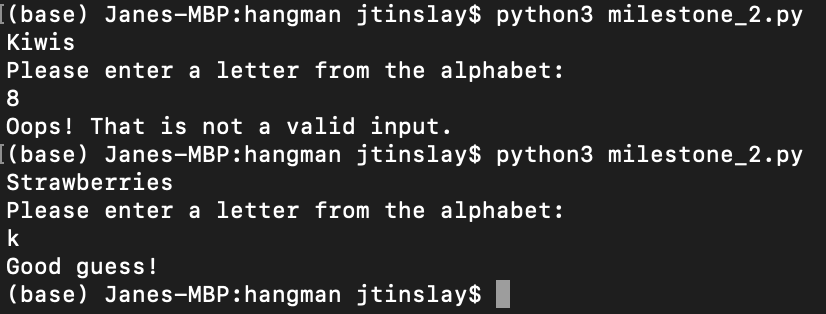 (base) Janes-MBP:hangman jtinslay$ python3 milestone_2.py
Kiwis
Please enter a letter from the alphabet:
8
Oops! That is not a valid input.
(base) Janes-MBP:hangman jtinslay$ python3 milestone_2.py
Strawberries
Please enter a letter from the alphabet:
k
Good guess!
(base) Janes-MBP:hangman jtinslay$